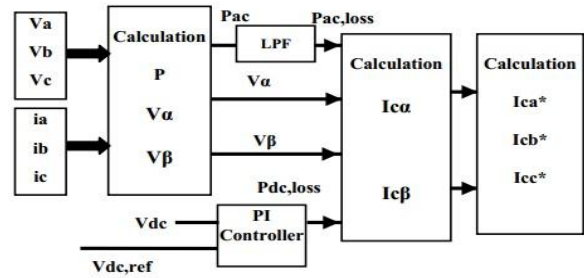 Va
Vb
Vc
ia
ib
ic
Calculation
P
Vα
Vβ
Pac
LPF
Pac,loss
Vα
Vβ
Pdc,loss
Vdc
Vdc,ref
PI
Controller
Calculation
Icα
Icβ
Calculation
Ica*
Icb*
Icc*